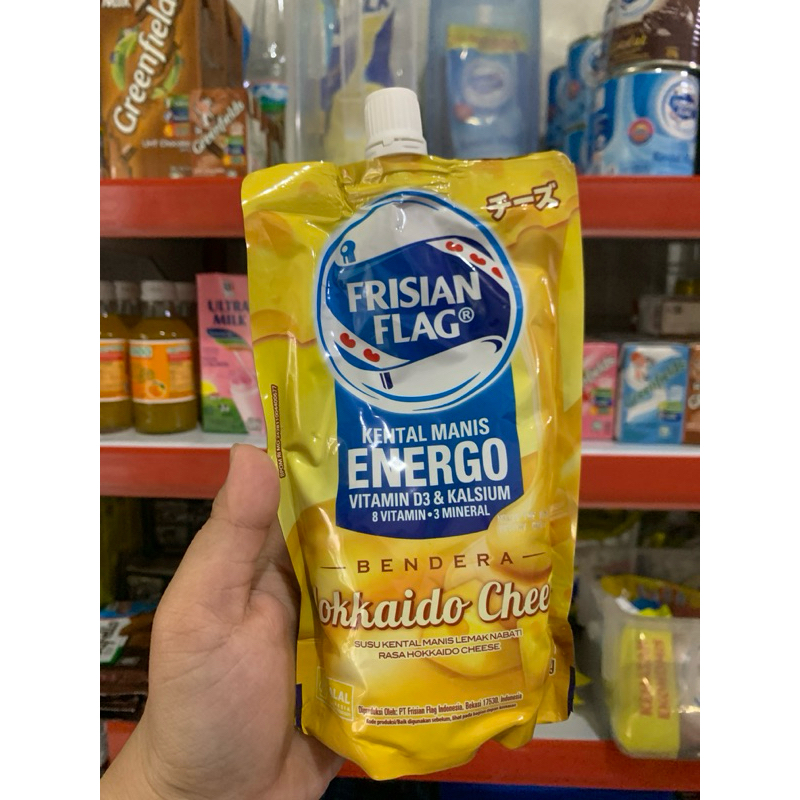 Greenfields
Greenfields
チーズ
FRISIAN
FLAG®
KENTAL MANIS
ENERGO
VITAMIN D3 & KALSIUM
8 VITAMIN • 3 MINERAL
BENDERA
Hokkaido Chee
SUSU KENTAL MANIS LEMAK NABATI
RASA HOKKAIDO CHEESE
Diproduksi Oleh: PT Frisian Flag Indonesia, Bekasi 17530, Indonesia
ULTRA
MILK